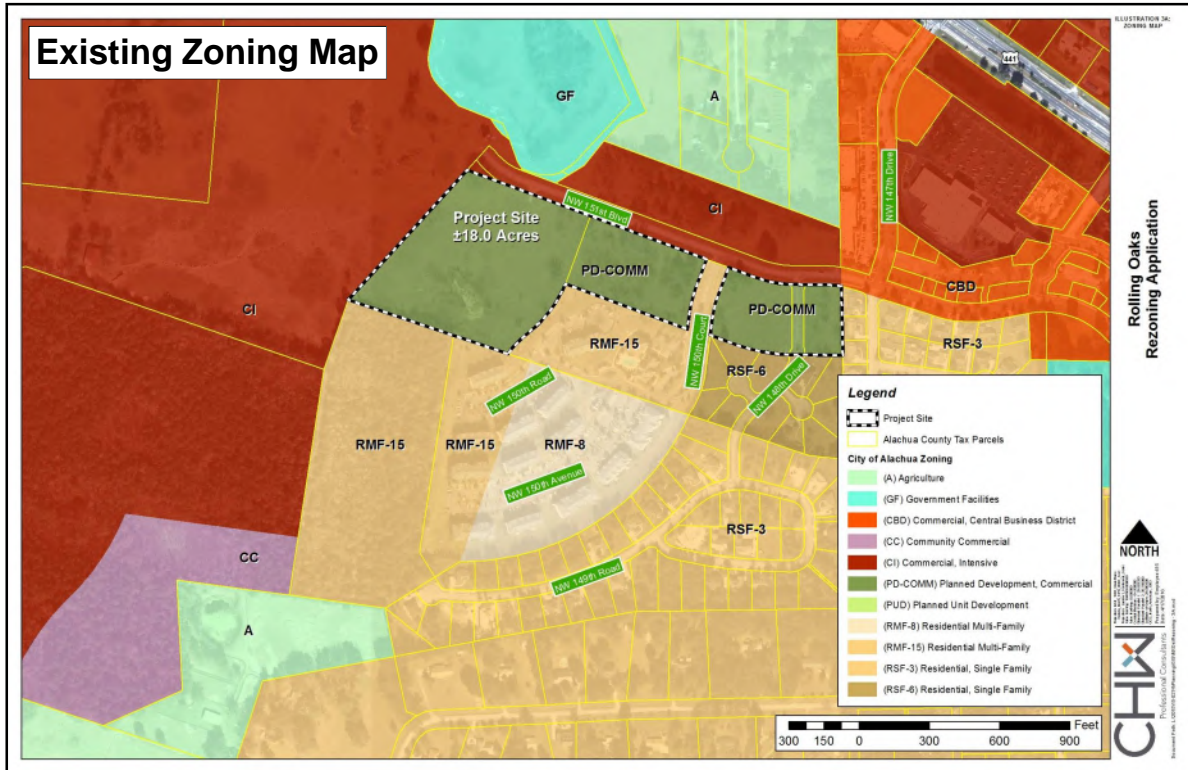 Existing Zoning Map
ILLUSTRATION 3A:
ZONING MAP
441
GF
A
NW 147th Drive
NW 151st Blvd
CI
Project Site
±18.0 Acres
PD-COMM
CBD
CI
PD-COMM
RMF-15
NW 150th Court
RSF-6
RSF-3
NW 148th Drive
NW 150th Road
RMF-15
RMF-15
RMF-8
NW 150th Avenue
RSF-3
CC
NW 149th Road
A
Legend
Project Site
Alachua County Tax Parcels
City of Alachua Zoning
(A) Agriculture
(GF) Government Facilities
(CBD) Commercial, Central Business District
(CC) Community Commercial
(CI) Commercial, Intensive
(PD-COMM) Planned Development, Commercial
(PUD) Planned Unit Development
(RMF-8) Residential Multi-Family
(RMF-15) Residential Multi-Family
(RSF-3) Residential, Single Family
(RSF-6) Residential, Single Family
Feet
300 150 0 300 600 900
Rolling Oaks
Rezoning Application
NORTH
CHW
Professional Consultants